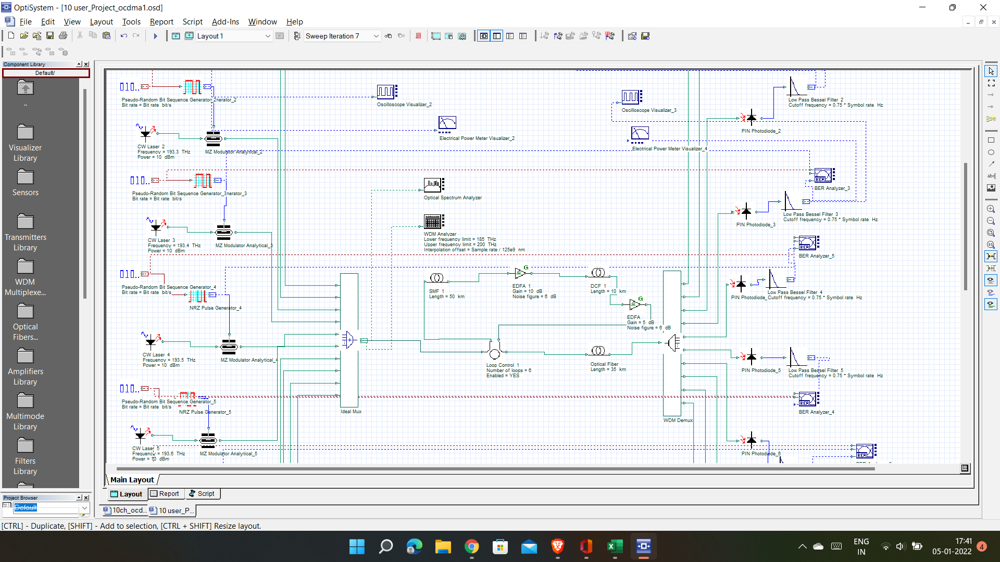 OptiSystem - [10 user_Project_ocdma1.osd]
File Edit View Layout Tools Report Script Add-Ins Window Help
Layout 1
Sweep Iteration 7
Component Library
Default/
..
Visualizer
Library
Sensors
Transmitters
Library
WDM
Multiplexe...
Optical
Fibers...
Amplifiers
Library
Multimode
Library
Filters
Library
Project Browser
Default
Pseudo-Random Bit Sequence Generator_2nerator_2
Bit rate = Bit rate bit/s
CW Laser_2
Frequency = 193.3 THz
Power = 10 dBm
MZ Modulator Analytical_2
Pseudo-Random Bit Sequence Generator_3nerator_3
Bit rate = Bit rate bit/s
CW Laser_3
Frequency = 193.4 THz
Power = 10 dBm
MZ Modulator Analytical_3
Pseudo-Random Bit Sequence Generator_4
Bit rate = Bit rate bit/s
NRZ Pulse Generator_4
CW Laser_4
Frequency = 193.5 THz
Power = 10 dBm
MZ Modulator Analytical_4
Pseudo-Random Bit Sequence Generator_5
Bit rate = Bit rate bit/s
NRZ Pulse Generator_5
CW Laser_5
Frequency = 193.6 THz
Power = 10 dBm
MZ Modulator Analytical_5
Oscilloscope Visualizer_2
Electrical Power Meter Visualizer_2
Optical Spectrum Analyzer
WDM Analyzer
Lower frequency limit = 185 THz
Upper frequency limit = 200 THz
Interpolation offset = Sample rate / 125e9 nm
Ideal Mux
SMF_1
Length = 50 km
EDFA_1
Gain = 10 dB
Noise figure = 6 dB
DCF_1
Length = 10 km
EDFA
Gain = 5 dB
Noise figure = 6 dB
Loop Control_1
Number of loops = 6
Enabled = YES
Optical Fiber
Length = 35 km
WDM Demux
Oscilloscope Visualizer_3
Electrical Power Meter Visualizer_4
Low Pass Bessel Filter_2
Cutoff frequency = 0.75 * Symbol rate Hz
PIN Photodiode_2
BER
BER Analyzer_3
Low Pass Bessel Filter_3
Cutoff frequency = 0.75 * Symbol rate Hz
PIN Photodiode_3
BER
BER Analyzer_5
Low Pass Bessel Filter_4
PIN Photodiode_Cutoff frequency = 0.75 * Symbol rate Hz
PIN Photodiode_5
Low Pass Bessel Filter_5
Cutoff frequency = 0.75 * Symbol rate Hz
BER
BER Analyzer_4
PIN Photodiode_6
BER
Main Layout
Layout Report Script
10ch_ocd... 10 user_P...
[CTRL] - Duplicate, [SHIFT] - Add to selection, [CTRL + SHIFT] Resize layout.
ENG
IN
17:41
05-01-2022
4